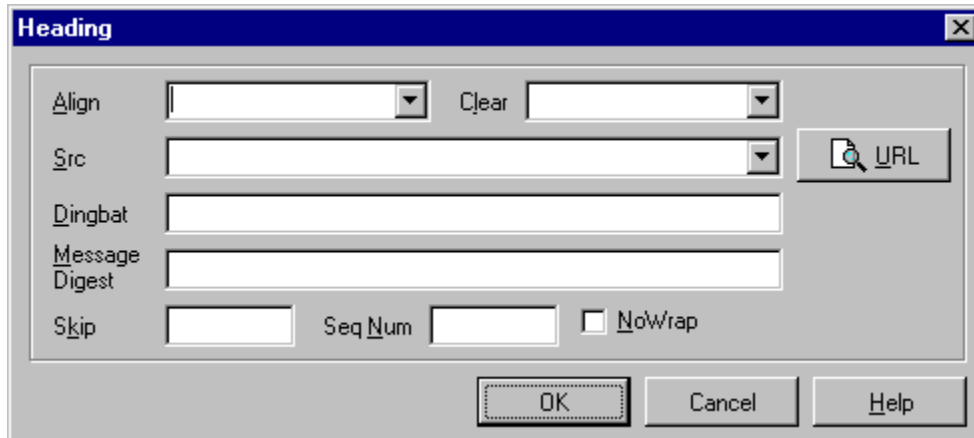 Heading
Align Clear
Src URL
Dingbat
Message
Digest
Skip Seq Num NoWrap
OK Cancel Help